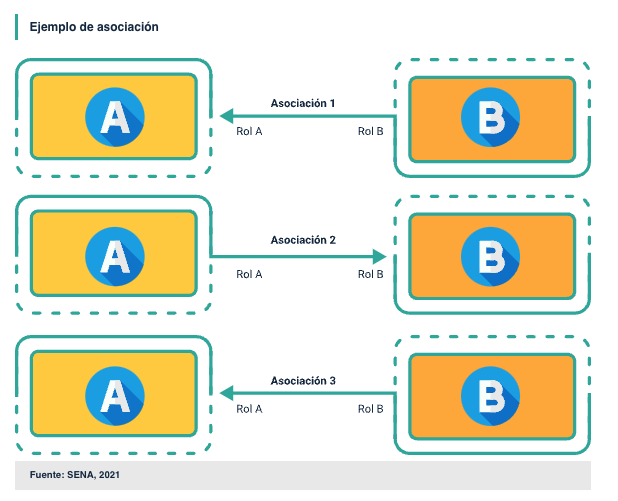 Ejemplo de asociación
A
Asociación 1
Rol A
Rol B
B
A
Asociación 2
Rol A
Rol B
B
A
Asociación 3
Rol A
Rol B
B
Fuente: SENA, 2021